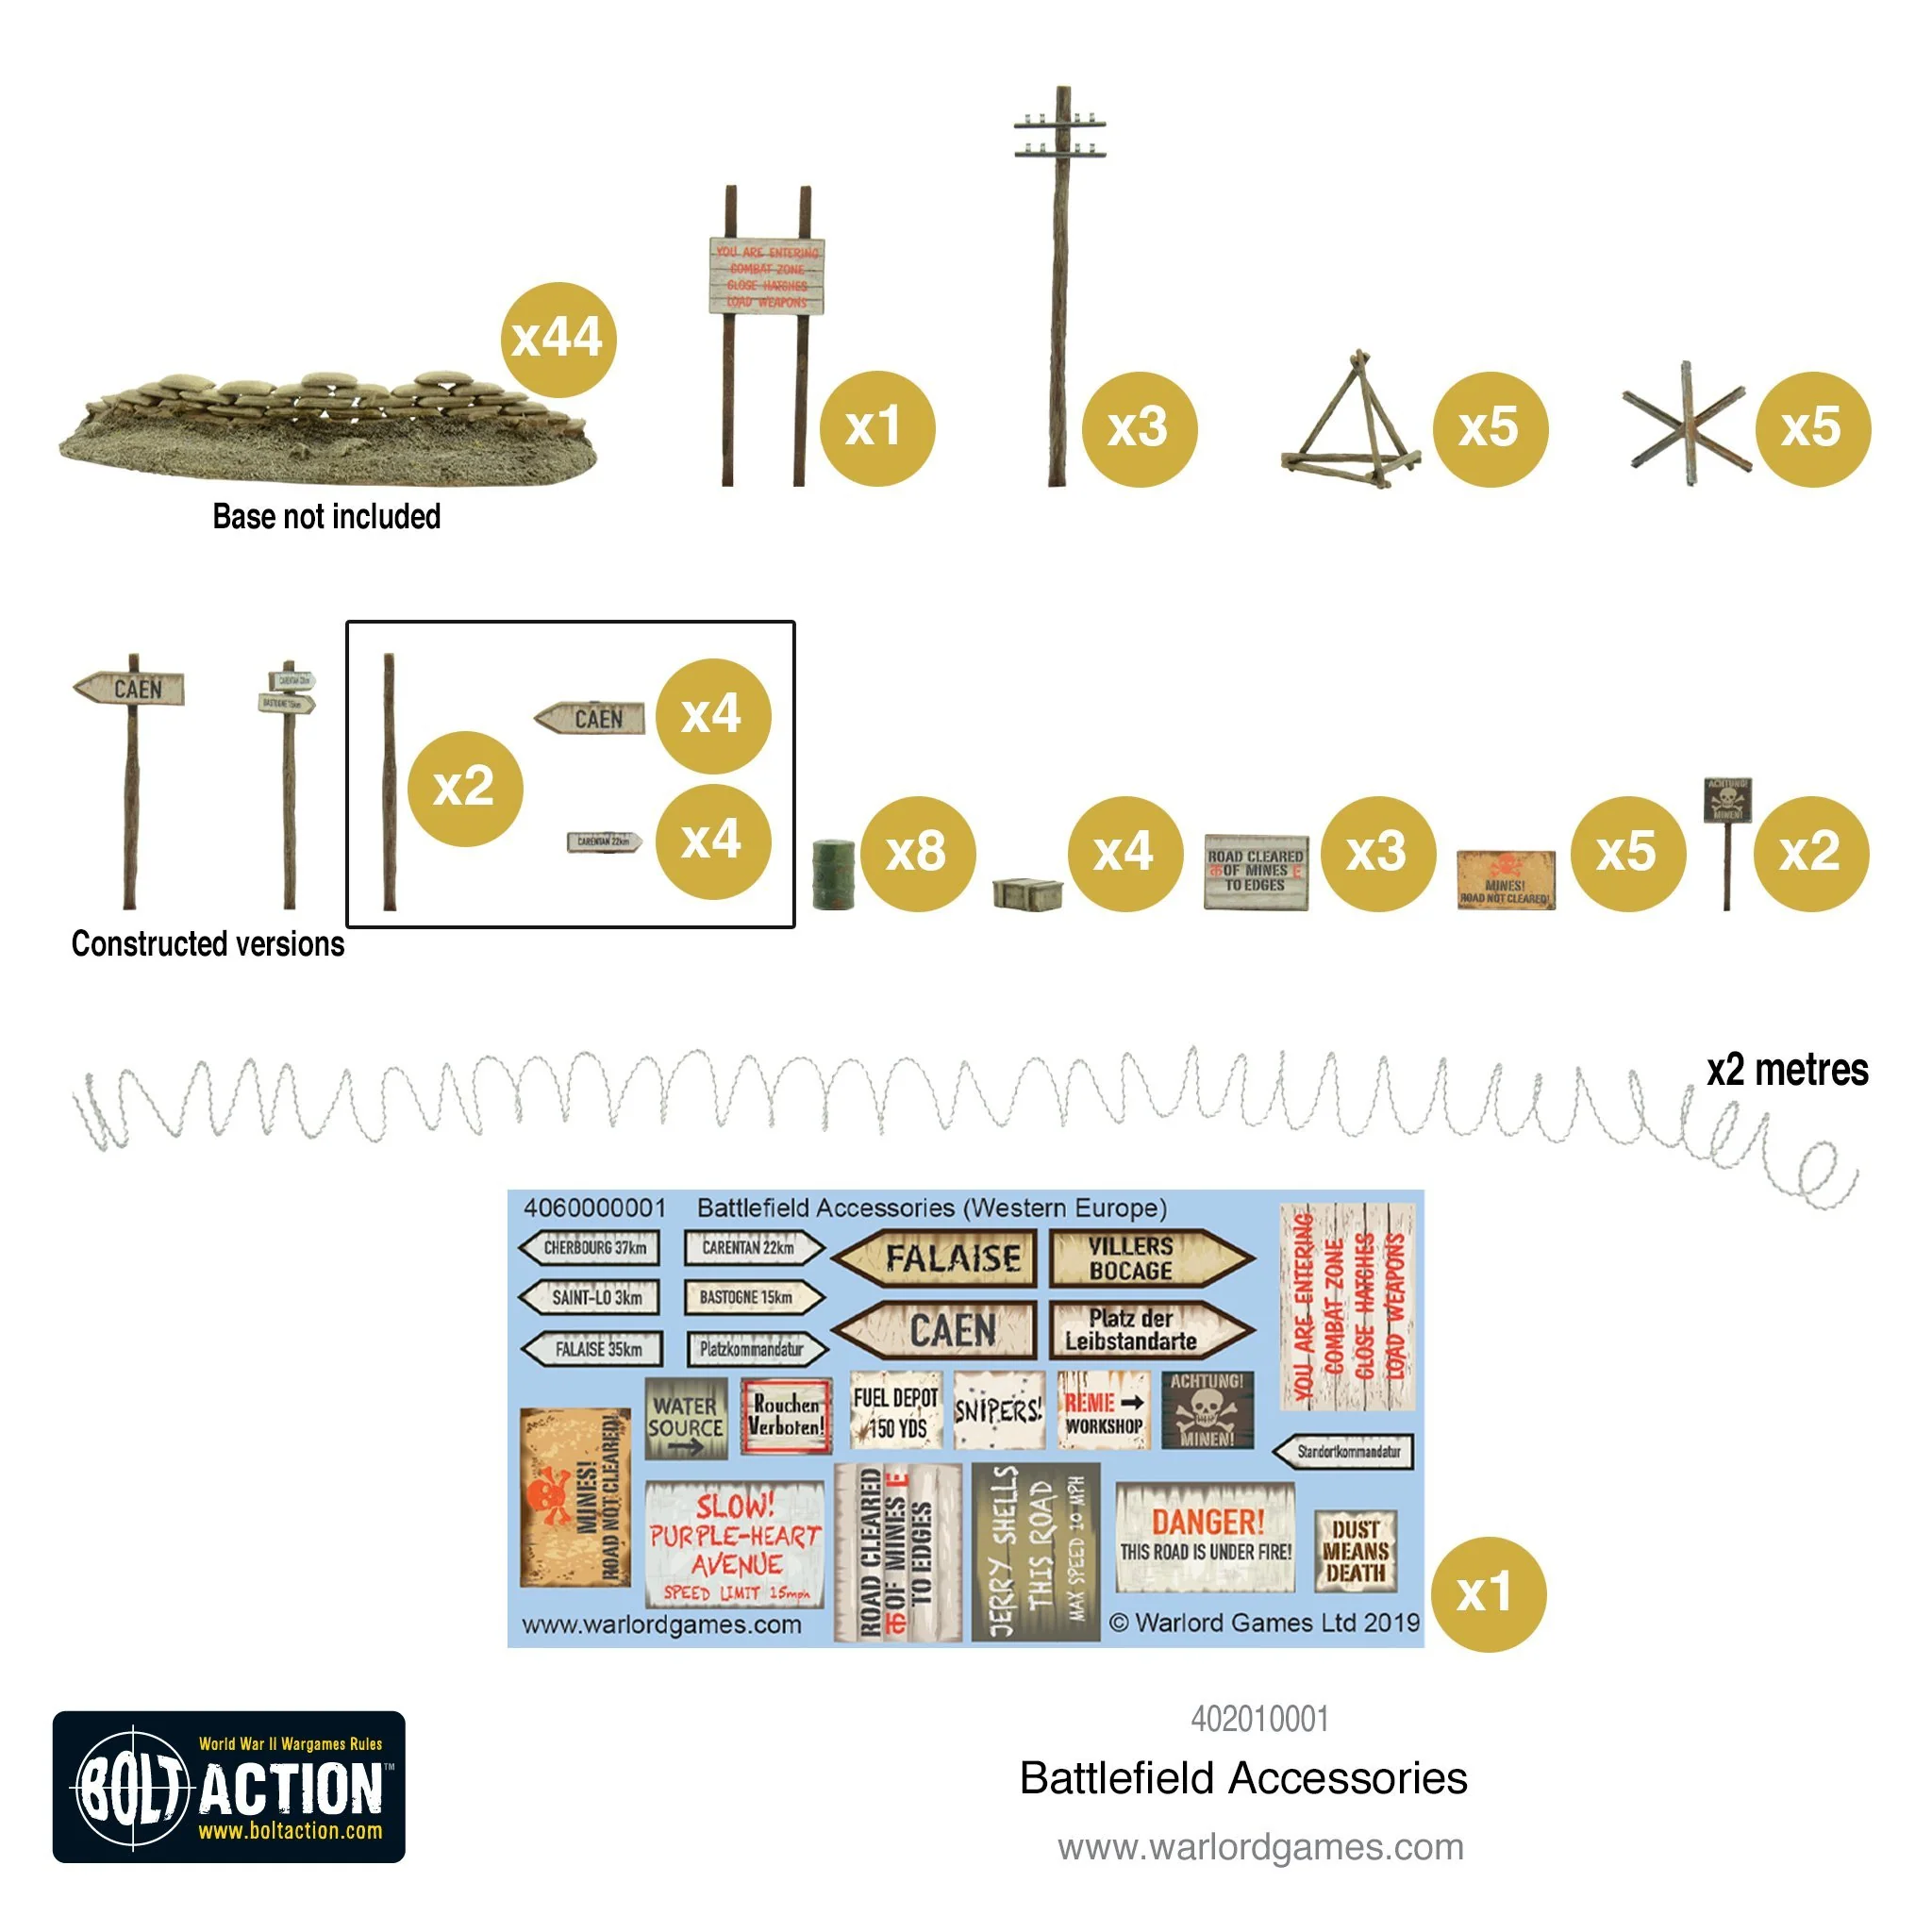 YOU ARE ENTERING
COMBAT ZONE
CLOSE HATCHES
LOAD WEAPONS
x44
x1
x3
x5
x5
Base not included
CAEN
CARENTAN 22km
BASTOGNE 15km
x2
CAEN
x4
CARENTAN 22km
x4
x8
x4
ROAD CLEARED
OF MINES E
TO EDGES
x3
MINES!
ROAD NOT CLEARED!
x5
ACHTUNG!
MINEN!
x2
Constructed versions
x2 metres
4060000001 Battlefield Accessories (Western Europe)
CHERBOURG 37km
CARENTAN 22km
FALAISE
VILLERS
BOCAGE
YOU ARE ENTERING
COMBAT ZONE
CLOSE HATCHES
LOAD WEAPONS
SAINT-LO 3km
BASTOGNE 15km
CAEN
Platz der
Leibstandarte
FALAISE 35km
Platzkommandatur
WATER
SOURCE
Rouchen
Verboten!
FUEL DEPOT
150 YDS
SNIPERS!
REME
WORKSHOP
ACHTUNG!
MINEN!
Standortkommandatur
MINES!
ROAD NOT CLEARED!
SLOW!
PURPLE-HEART
AVENUE
SPEED LIMIT 15mph
ROAD CLEARED
OF MINES E
TO EDGES
JERRY SHELLS
THIS ROAD
MAX SPEED 10 MPH
DANGER!
THIS ROAD IS UNDER FIRE!
DUST
MEANS
DEATH
www.warlordgames.com
© Warlord Games Ltd 2019
x1
402010001
Battlefield Accessories
www.warlordgames.com
World War II Wargames Rules
BOLT ACTION™
www.boltaction.com